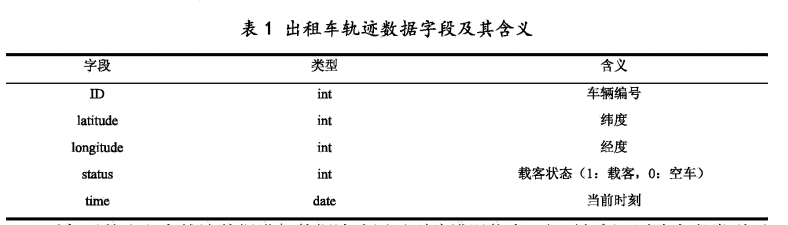 表 1 出租车轨迹数据字段及其含义
字段 类型 含义
ID int 车辆编号
latitude int 纬度
longitude int 经度
status int 载客状态（1：载客，0：空车）
time date 当前时刻